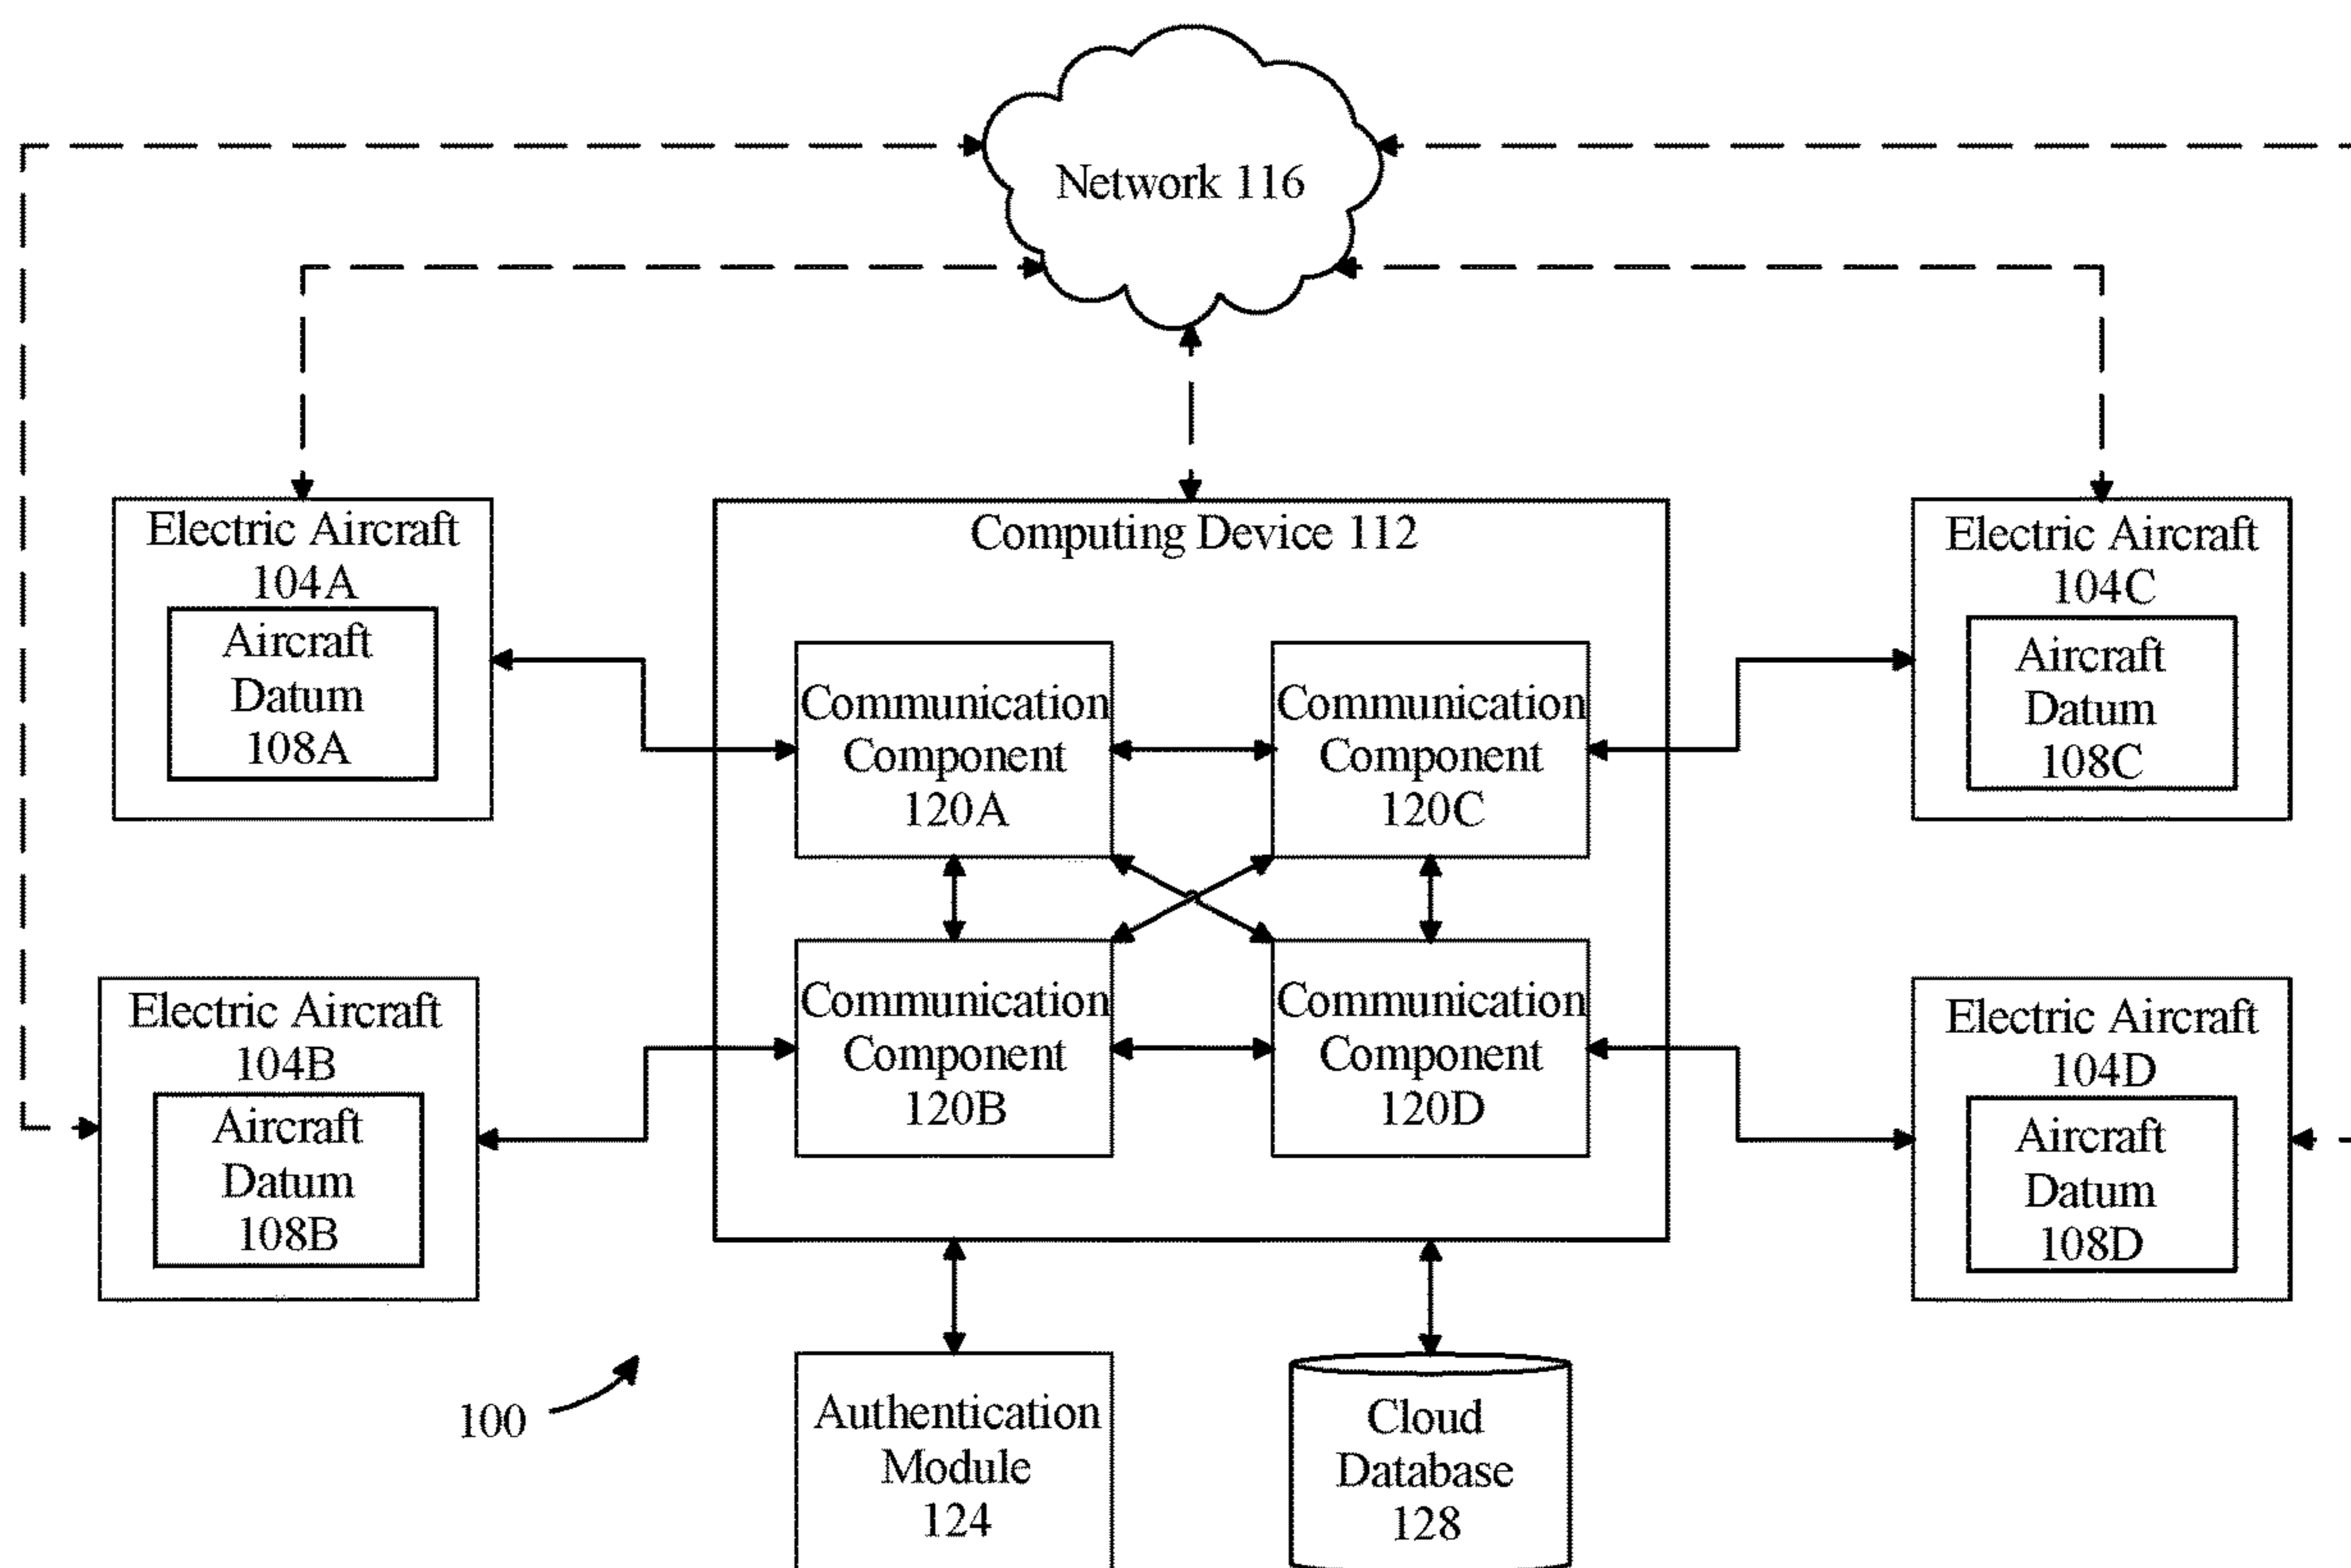 Network 116
Electric Aircraft
104A
Aircraft
Datum
108A
Computing Device 112
Communication
Component
120A
Communication
Component
120C
Electric Aircraft
104C
Aircraft
Datum
108C
Electric Aircraft
104B
Aircraft
Datum
108B
Communication
Component
120B
Communication
Component
120D
Electric Aircraft
104D
Aircraft
Datum
108D
100
Authentication
Module
124
Cloud
Database
128